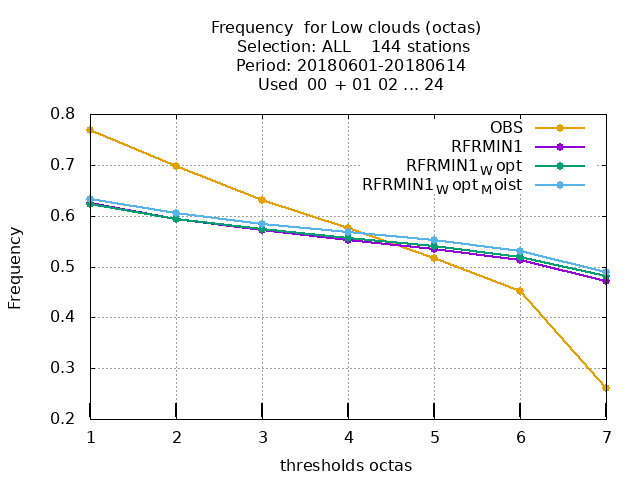 Frequency  for Low clouds (octas)
Selection: ALL    144 stations
Period: 20180601-20180614
Used  00 + 01 02 ... 24
OBS
RFRMIN1
RFRMIN1Wopt
RFRMIN1WoptMoist
0.8
0.7
0.6
0.5
0.4
0.3
0.2
Frequency
1 2 3 4 5 6 7
thresholds octas